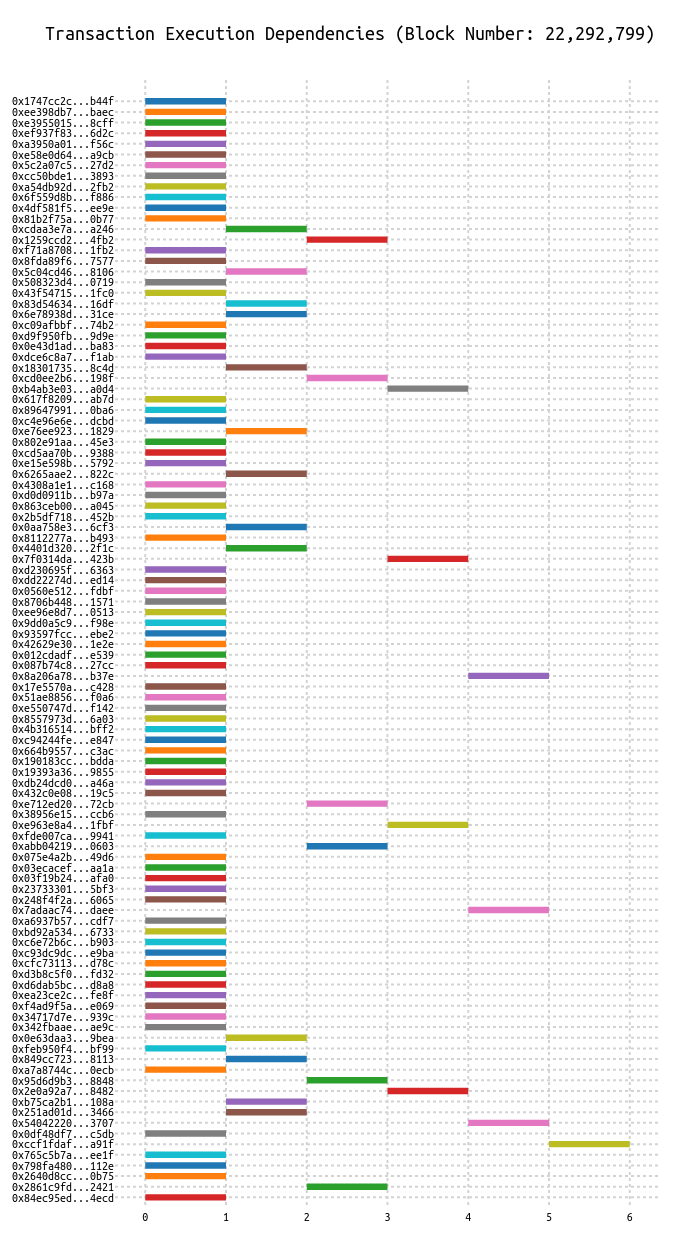 Transaction Execution Dependencies (Block Number: 22,292,799)
0x1747cc2c...b44f
0xee398db7...baec
0xe3955015...8cff
0xef937f83...6d2c
0xa3950a01...f56c
0xe58e0d64...a9cb
0x5c2a07c5...27d2
0xcc50bde1...3893
0xa54db92d...2fb2
0x6f559d8b...f886
0x4df581f5...ee9e
0x81b2f75a...0b77
0xcdaa3e7a...a246
0x1259ccd2...4fb2
0xf71a8708...1fb2
0x8fda89f6...7577
0x5c04cd46...8106
0x508323d4...0719
0x43f54715...1fc0
0x83d54634...16df
0x6e78938d...31ce
0xc09afbbf...74b2
0xd9f950fb...9d9e
0x0e43d1ad...ba83
0xdce6c8a7...f1ab
0x18301735...8c4d
0xcd0ee2b6...198f
0xb4ab3e03...a0d4
0x617f8209...ab7d
0x89647991...0ba6
0xc4e96e6e...dcbd
0xe76ee923...1829
0x802e91aa...45e3
0xcd5aa70b...9388
0xe15e598b...5792
0x6265aae2...822c
0x4308a1e1...c168
0xd0d0911b...b97a
0x863ceb00...a045
0x2b5df718...452b
0x0aa758e3...6cf3
0x8112277a...b493
0x4401d320...2f1c
0x7f0314da...423b
0xd230695f...6363
0xdd22274d...ed14
0x0560e512...fdbf
0x8706b448...1571
0xee96e8d7...0513
0x9dd0a5c9...f98e
0x93597fcc...ebe2
0x42629e30...1e2e
0x012cdadf...e539
0x087b74c8...27cc
0x8a206a78...b37e
0x17e5570a...c428
0x51ae8856...f0a6
0xe550747d...f142
0x8557973d...6a03
0x4b316514...bff2
0xc94244fe...e847
0x664b9557...c3ac
0x190183cc...bdda
0x19393a36...9855
0xdb24dcd0...a46a
0x432c0e08...19c5
0xe712ed20...72cb
0x38956e15...ccb6
0xe963e8a4...1fbf
0xfde007ca...9941
0xabb04219...0603
0x075e4a2b...49d6
0x03ecacef...aa1a
0x03f19b24...afa0
0x23733301...5bf3
0x248f4f2a...6065
0x7adaac74...daee
0xa6937b57...cdf7
0xbd92a534...6733
0xc6e72b6c...b903
0xc93dc9dc...e9ba
0xcfc73113...d78c
0xd3b8c5f0...fd32
0xd6dab5bc...d8a8
0xea23ce2c...fe8f
0xf4ad9f5a...e069
0x34717d7e...939c
0x342fbaae...ae9c
0x0e63daa3...9bea
0xfeb950f4...bf99
0x849cc723...8113
0xa7a8744c...0ecb
0x95d6d9b3...8848
0x2e0a92a7...8482
0xb75ca2b1...108a
0x251ad01d...3466
0x54042220...3707
0x0df48df7...c5db
0xccf1fdaf...a91f
0x765c5b7a...ee1f
0x798fa480...112e
0x2640d8cc...0b75
0x2861c9fd...2421
0x84ec95ed...4ecd
0 1 2 3 4 5 6